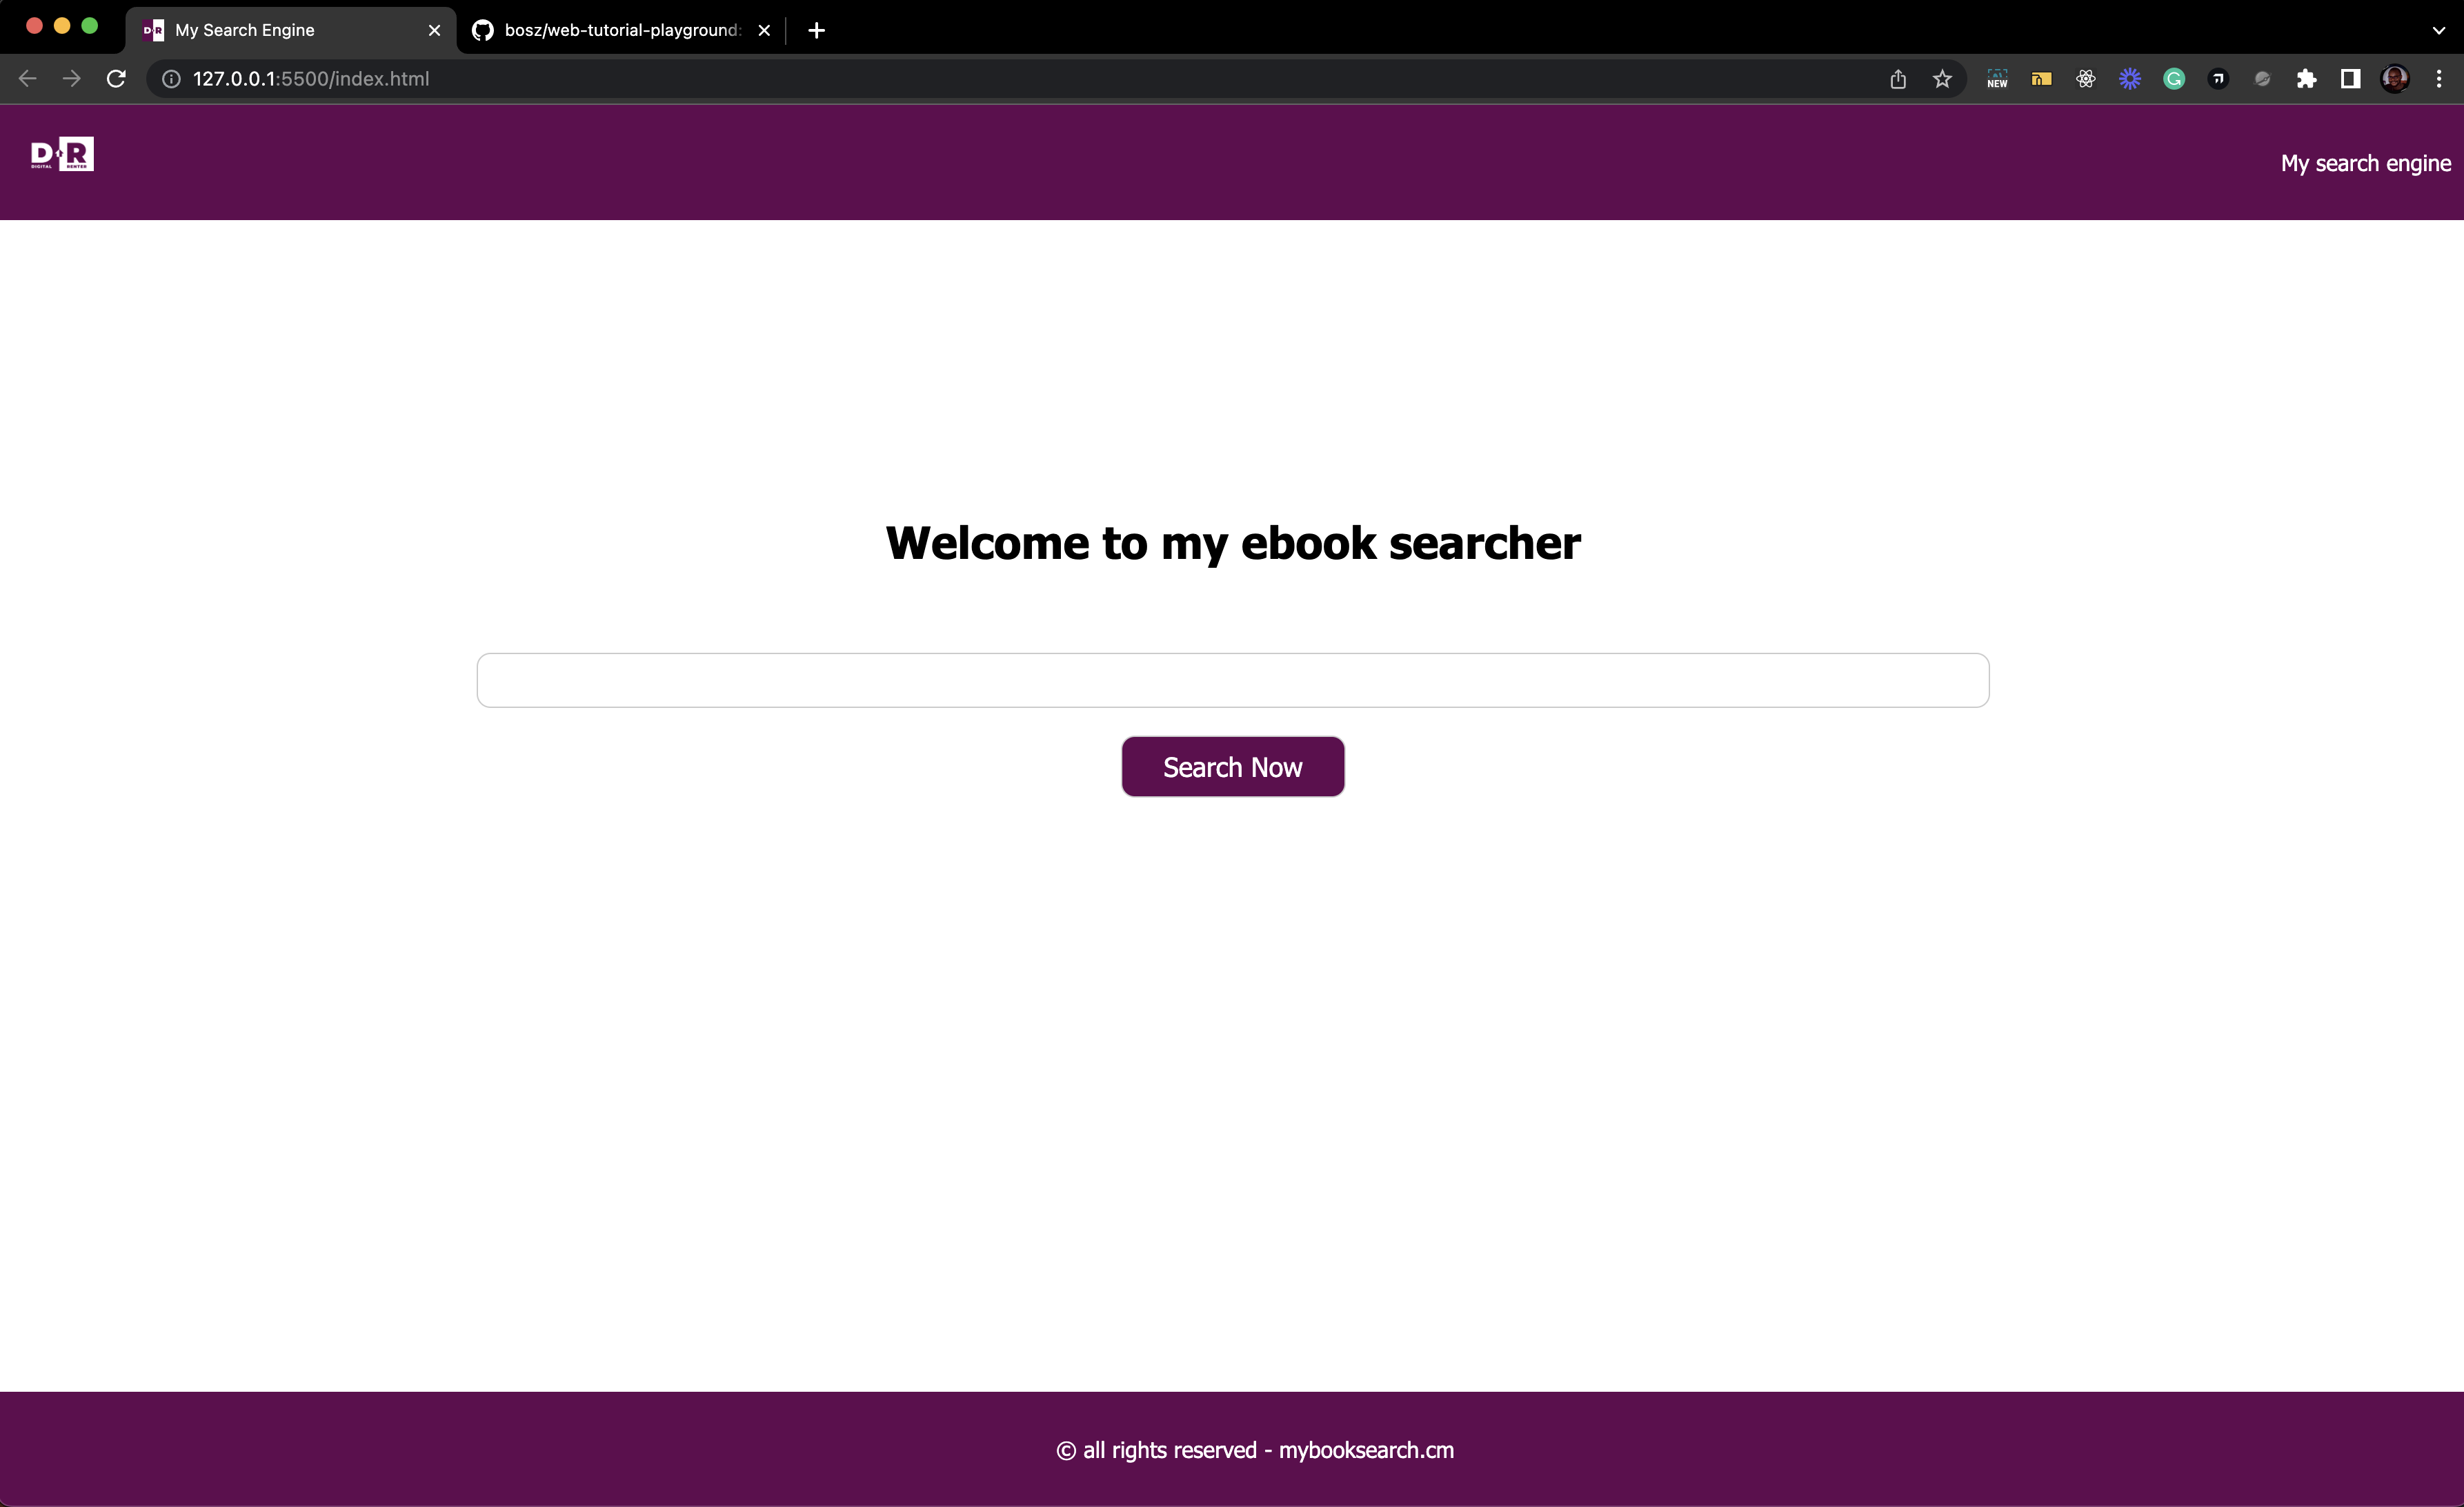 My Search Engine
bosz/web-tutorial-playground:
127.0.0.1:5500/index.html
NEW
D R
DIGITAL RENTER
My search engine
Welcome to my ebook searcher
Search Now
© all rights reserved - mybooksearch.cm